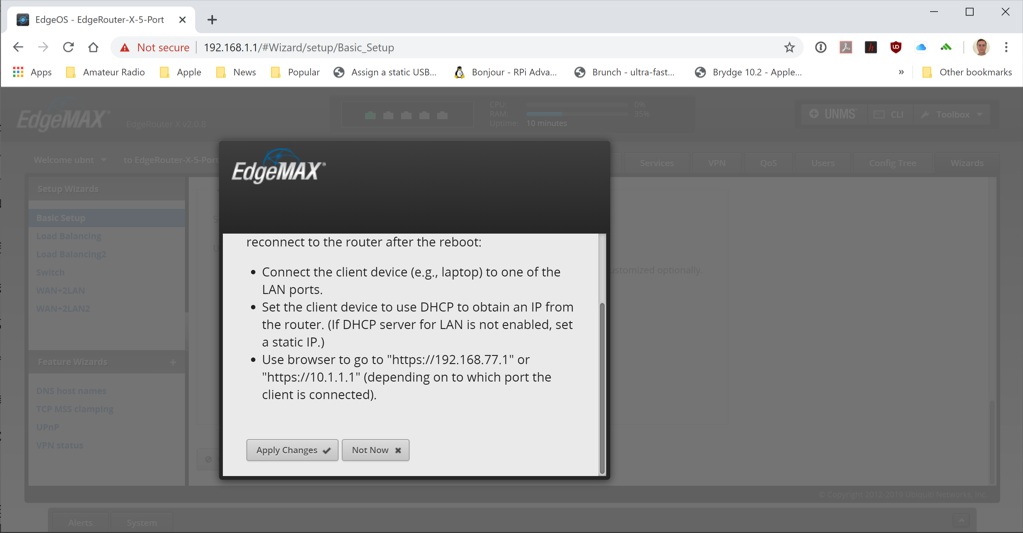 EdgeOS - EdgeRouter-X-5-Port
Not secure
192.168.1.1/#Wizard/setup/Basic_Setup
Apps
Amateur Radio
Apple
News
Popular
Assign a static USB...
Bonjour - RPi Adva...
Brunch - ultra-fast...
Brydge 10.2 - Apple...
»
Other bookmarks
EdgeMAX®
CPU:
RAM:
Uptime: 10 minutes
UNMS
CLI
Toolbox
Welcome ubnt
to EdgeRouter-X-5-Port
Services
VPN
QoS
Users
Config Tree
Wizards
Setup Wizards
Basic Setup
Load Balancing
Load Balancing2
Switch
WAN+2LAN
WAN+2LAN2
Feature Wizards
+
DNS host names
TCP MSS clamping
UPnP
VPN status
EdgeMAX®
reconnect to the router after the reboot:
• Connect the client device (e.g., laptop) to one of the
LAN ports.
• Set the client device to use DHCP to obtain an IP from
the router. (If DHCP server for LAN is not enabled, set
a static IP.)
• Use browser to go to "https://192.168.77.1" or
"https://10.1.1.1" (depending on to which port the
client is connected).
Apply Changes
Not Now
optionally.
Alerts
System